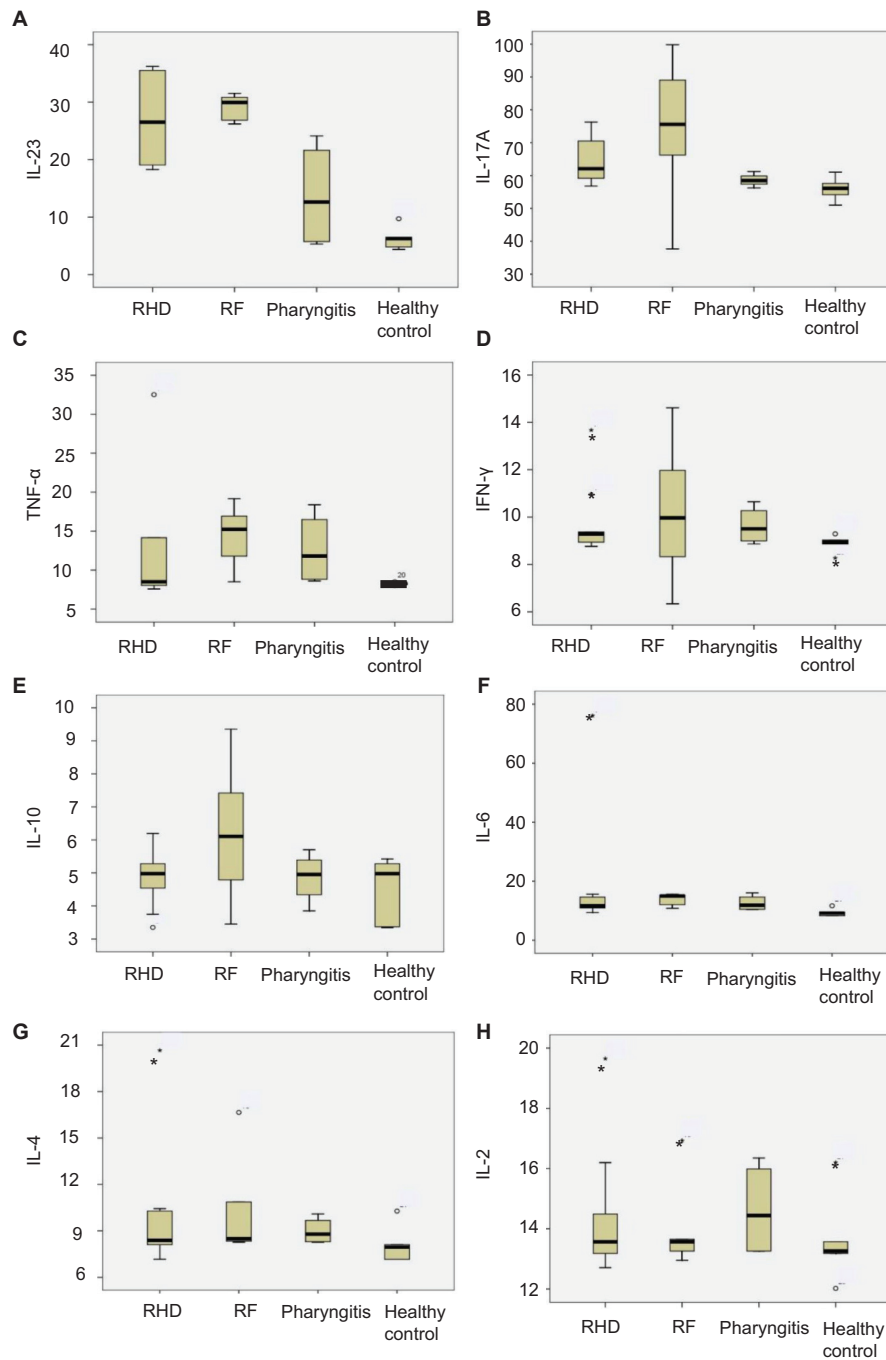 A
B
40
30
20
10
0
IL-23
RHD
RF
Pharyngitis
Healthy
control
100
90
80
70
60
50
40
30
IL-17A
RHD
RF
Pharyngitis
Healthy
control
C
D
35
30
25
20
15
10
5
TNF-α
20
RHD
RF
Pharyngitis
Healthy
control
16
14
12
10
8
6
IFN-γ
*
*
*
*
*
RHD
RF
Pharyngitis
Healthy
control
E
F
10
9
8
7
6
5
4
3
IL-10
RHD
RF
Pharyngitis
Healthy
control
80
60
40
20
0
IL-6
*
RHD
RF
Pharyngitis
Healthy
control
G
H
21
18
15
12
9
6
IL-4
*
*
RHD
RF
Pharyngitis
Healthy
control
20
18
16
14
12
IL-2
*
*
*
*
RHD
RF
Pharyngitis
Healthy
control